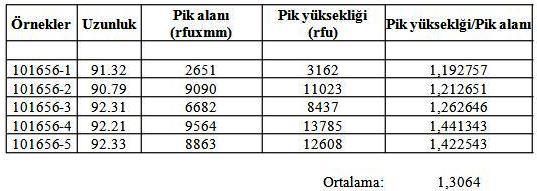 Örnekler Uzunluk Pik alanı (rfuxmm) Pik yüksekliği (rfu) Pik yükseklği/Pik alanı
101656-1 91.32 2651 3162 1,192757
101656-2 90.79 9090 11023 1,212651
101656-3 92.31 6682 8437 1,262646
101656-4 92.21 9564 13785 1,441343
101656-5 92.33 8863 12608 1,422543
Ortalama: 1,3064